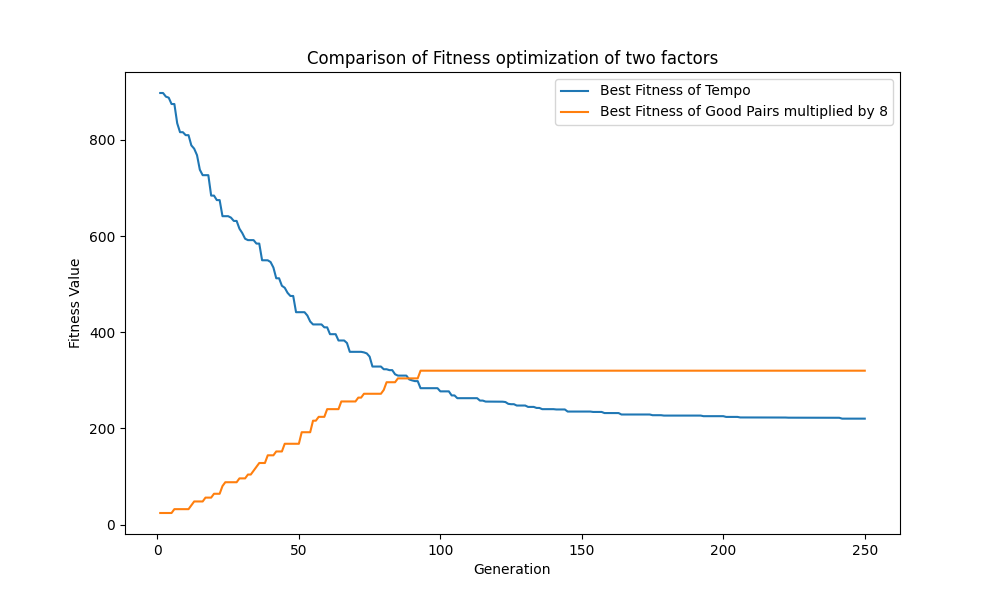 Comparison of Fitness optimization of two factors
Best Fitness of Tempo
Best Fitness of Good Pairs multiplied by 8
Fitness Value
800
600
400
200
0
0 50 100 150 200 250
Generation